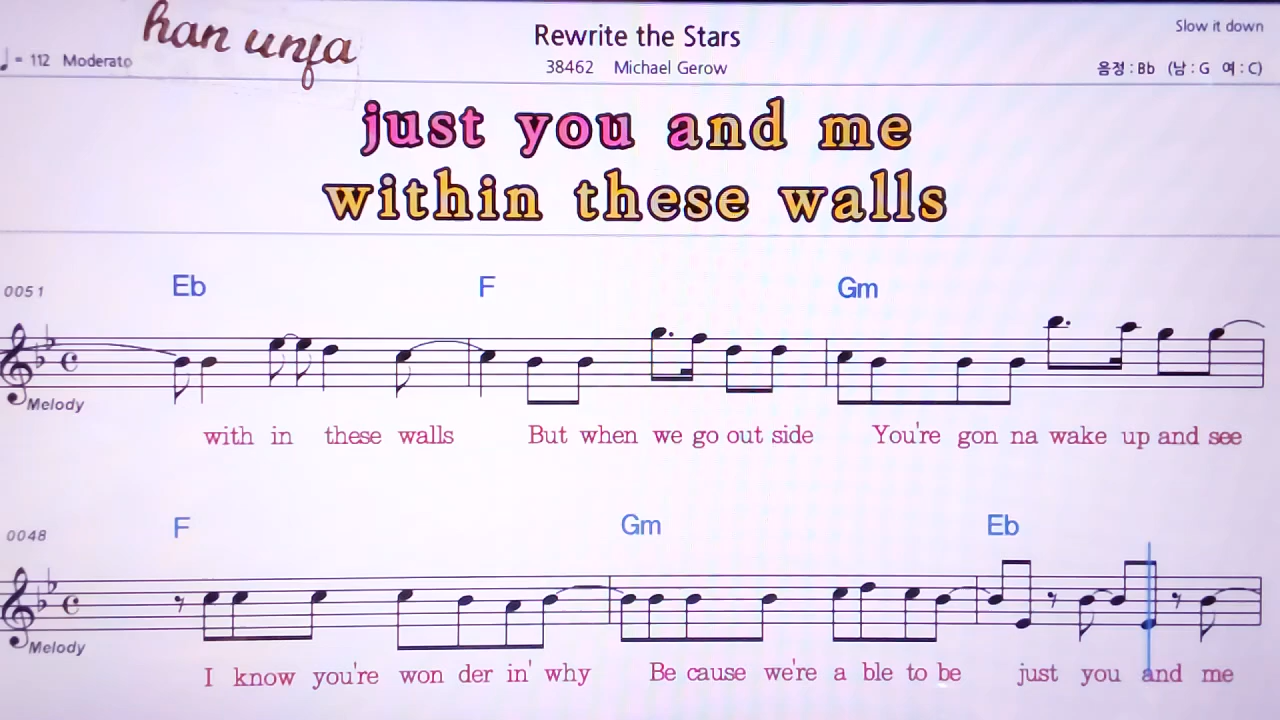 han unja
Rewrite the Stars
Slow it down
♩ = 112 Moderato
38462 Michael Gerow
음정 : Bb (남 : G 여 : C)
just you and me
within these walls
0051
Eb F Gm
Melody
with in these walls But when we go out side You're gon na wake up and see
0048
F Gm Eb
Melody
I know you're won der in' why Be cause we're a ble to be just you and me